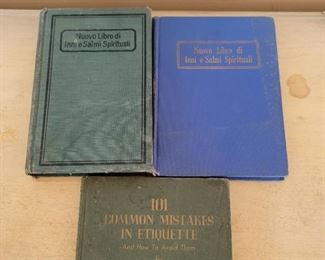 Nuovo Libro di
Inni e Salmi Spirituali
Nuovo Libro di
Inni e Salmi Spirituali
101
COMMON MISTAKES
IN ETIQUETTE
And How To Avoid Them